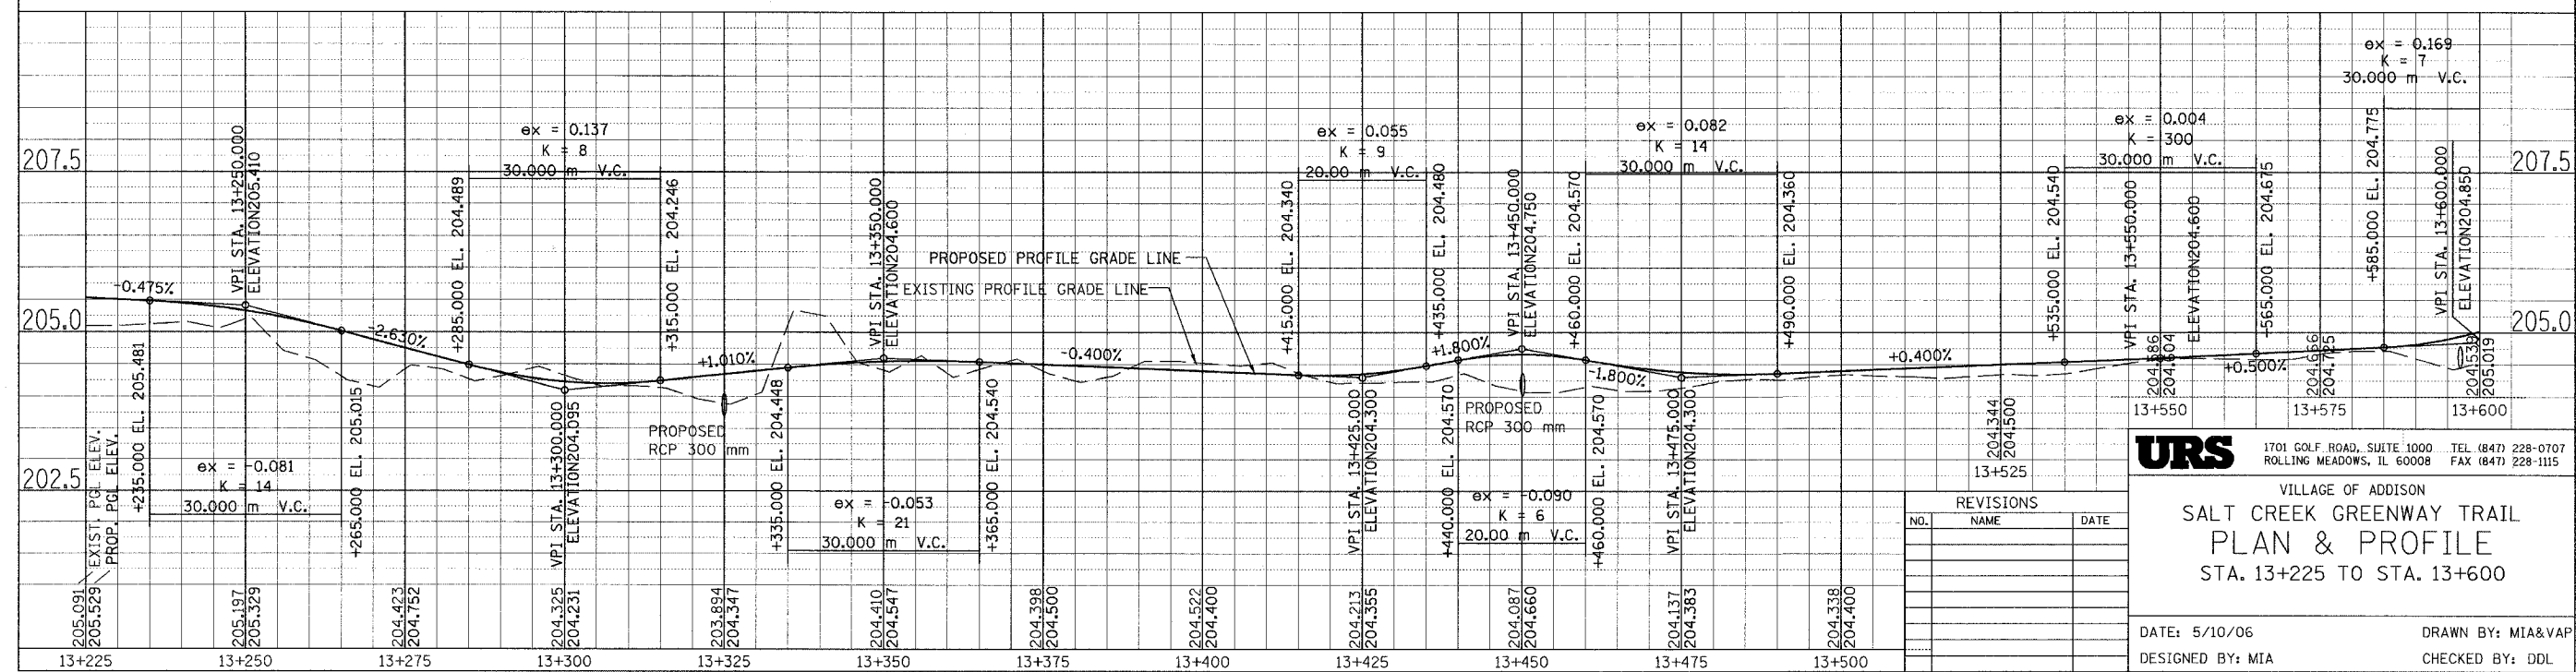 ex = 0.169
K = 7
30.000 m V.C.
ex = 0.137
K = 8
30.000 m V.C.
ex = 0.055
K = 9
20.00 m V.C.
ex = 0.082
K = 14
30.000 m V.C.
ex = 0.004
K = 300
30.000 m V.C.
207.5
207.5
VPI STA. 13+250.000
ELEVATION205.410
+285.000 EL. 204.489
+315.000 EL. 204.246
VPI STA. 13+350.000
ELEVATION204.600
+415.000 EL. 204.340
+435.000 EL. 204.480
VPI STA. 13+450.000
ELEVATION204.750
+460.000 EL. 204.570
+490.000 EL. 204.360
+535.000 EL. 204.540
VPI STA. 13+550.000
ELEVATION204.600
+565.000 EL. 204.675
+585.000 EL. 204.775
VPI STA. 13+600.000
ELEVATION204.850
PROPOSED PROFILE GRADE LINE
EXISTING PROFILE GRADE LINE
205.0
205.0
-0.475%
-2.630%
+1.010%
-0.400%
+1.800%
-1.800%
+0.400%
+0.500%
204.586
204.604
204.666
204.725
204.539
205.019
13+550
13+575
13+600
204.344
204.500
13+525
202.5
EXIST. PGL ELEV.
PROP. PGL ELEV.
+235.000 EL. 205.481
ex = -0.081
K = 14
30.000 m V.C.
+265.000 EL. 205.015
VPI STA. 13+300.000
ELEVATION204.095
PROPOSED
RCP 300 mm
+335.000 EL. 204.448
ex = -0.053
K = 21
30.000 m V.C.
+365.000 EL. 204.540
VPI STA. 13+425.000
ELEVATION204.300
+440.000 EL. 204.570
PROPOSED
RCP 300 mm
ex = -0.090
K = 6
20.00 m V.C.
+460.000 EL. 204.570
VPI STA. 13+475.000
ELEVATION204.300
205.091
205.529
205.197
205.329
204.423
204.752
204.325
204.231
203.894
204.347
204.410
204.547
204.398
204.500
204.522
204.400
204.213
204.355
204.087
204.660
204.137
204.383
204.338
204.400
13+225
13+250
13+275
13+300
13+325
13+350
13+375
13+400
13+425
13+450
13+475
13+500
REVISIONS
NO. NAME DATE
URS
1701 GOLF ROAD, SUITE 1000 TEL (847) 228-0707
ROLLING MEADOWS, IL 60008 FAX (847) 228-1115
VILLAGE OF ADDISON
SALT CREEK GREENWAY TRAIL
PLAN & PROFILE
STA. 13+225 TO STA. 13+600
DATE: 5/10/06 DRAWN BY: MIA&VAP
DESIGNED BY: MIA CHECKED BY: DDL